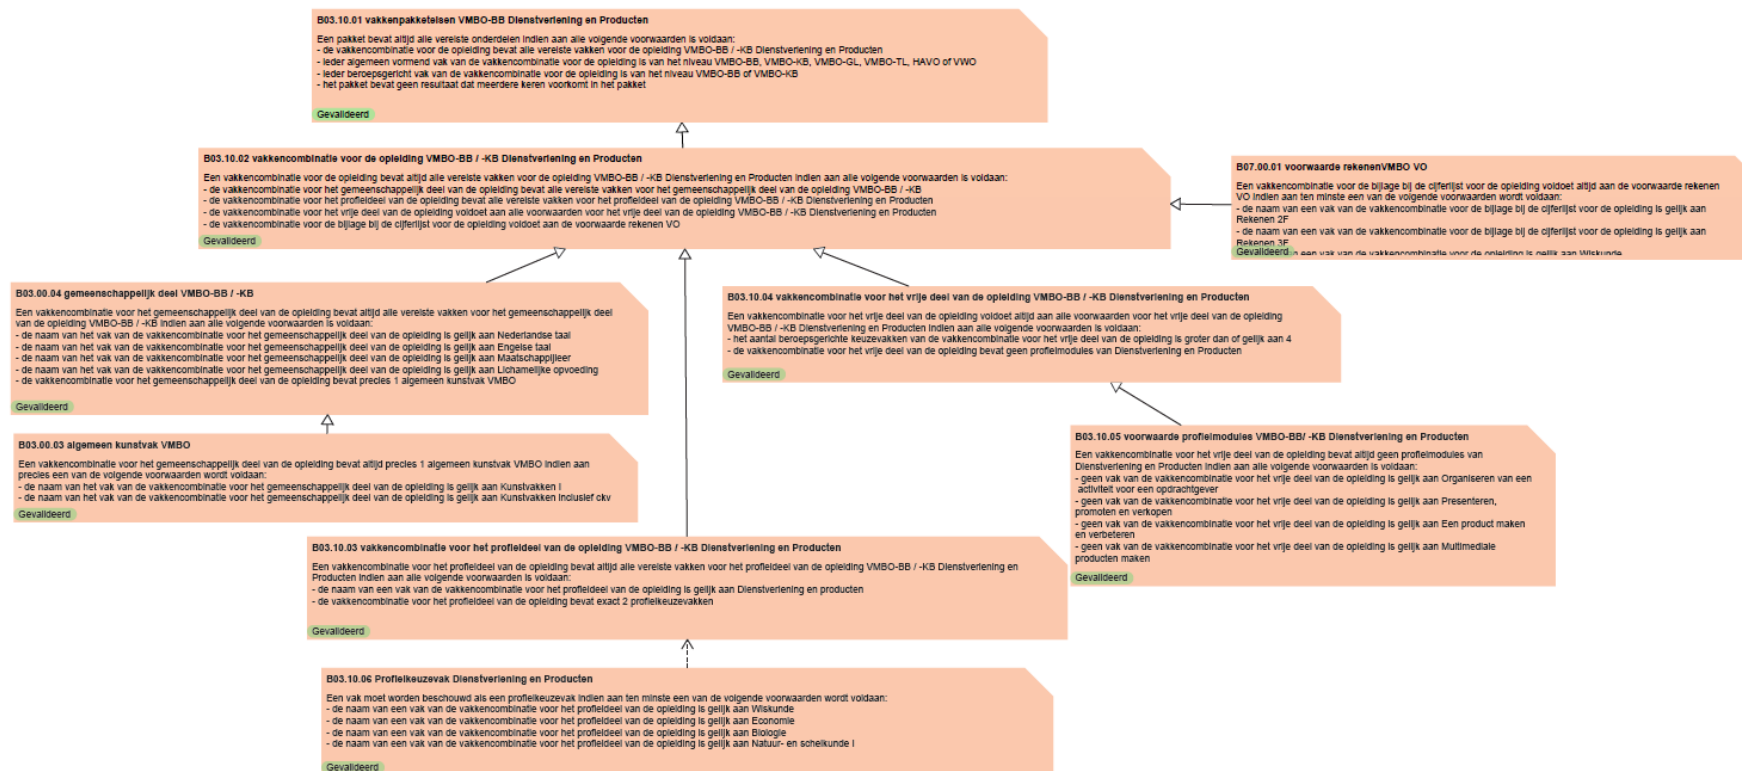 B03.10.01 vakkenpakketeisen VMBO-BB Dienstverlening en Producten
Een pakket bevat altijd alle vereiste onderdelen indien aan alle volgende voorwaarden is voldaan:
- de vakkencombinatie voor de opleiding bevat alle vereiste vakken voor de opleiding VMBO-BB / -KB Dienstverlening en Producten
- ieder algemeen vormend vak van de vakkencombinatie voor de opleiding is van het niveau VMBO-BB, VMBO-KB, VMBO-GL, VMBO-TL, HAVO of VWO
- ieder beroepsgericht vak van de vakkencombinatie voor de opleiding is van het niveau VMBO-BB of VMBO-KB
- het pakket bevat geen resultaat dat meerdere keren voorkomt in het pakket
Gevalideerd
B03.10.02 vakkencombinatie voor de opleiding VMBO-BB / -KB Dienstverlening en Producten
Een vakkencombinatie voor de opleiding bevat altijd alle vereiste vakken voor de opleiding VMBO-BB / -KB Dienstverlening en Producten indien aan alle volgende voorwaarden is voldaan:
- de vakkencombinatie voor het gemeenschappelijk deel van de opleiding bevat alle vereiste vakken voor het gemeenschappelijk deel van de opleiding VMBO-BB / -KB
- de vakkencombinatie voor het profieldeel van de opleiding bevat alle vereiste vakken voor het profieldeel van de opleiding VMBO-BB / -KB Dienstverlening en Producten
- de vakkencombinatie voor het vrije deel van de opleiding voldoet aan alle voorwaarden voor het vrije deel van de opleiding VMBO-BB / -KB Dienstverlening en Producten
- de vakkencombinatie voor de bijlage bij de cijferlijst voor de opleiding voldoet aan de voorwaarde rekenen VO
Gevalideerd
B07.00.01 voorwaarde rekenenVMBO VO
Een vakkencombinatie voor de bijlage bij de cijferlijst voor de opleiding voldoet altijd aan de voorwaarde rekenen
VO indien aan ten minste een van de volgende voorwaarden wordt voldaan:
- de naam van een vak van de vakkencombinatie voor de bijlage bij de cijferlijst voor de opleiding is gelijk aan
Rekenen 2F
- de naam van een vak van de vakkencombinatie voor de bijlage bij de cijferlijst voor de opleiding is gelijk aan
Rekenen 3F
Gevalideerd een vak van de vakkencombinatie voor de opleiding is gelijk aan Wiskunde
B03.00.04 gemeenschappelijk deel VMBO-BB / -KB
Een vakkencombinatie voor het gemeenschappelijk deel van de opleiding bevat altijd alle vereiste vakken voor het gemeenschappelijk deel
van de opleiding VMBO-BB / -KB indien aan alle volgende voorwaarden is voldaan:
- de naam van het vak van de vakkencombinatie voor het gemeenschappelijk deel van de opleiding is gelijk aan Nederlandse taal
- de naam van het vak van de vakkencombinatie voor het gemeenschappelijk deel van de opleiding is gelijk aan Engelse taal
- de naam van het vak van de vakkencombinatie voor het gemeenschappelijk deel van de opleiding is gelijk aan Maatschappijleer
- de naam van het vak van de vakkencombinatie voor het gemeenschappelijk deel van de opleiding is gelijk aan Lichamelijke opvoeding
- de vakkencombinatie voor het gemeenschappelijk deel van de opleiding bevat precies 1 algemeen kunstvak VMBO
Gevalideerd
B03.10.04 vakkencombinatie voor het vrije deel van de opleiding VMBO-BB / -KB Dienstverlening en Producten
Een vakkencombinatie voor het vrije deel van de opleiding voldoet altijd aan alle voorwaarden voor het vrije deel van de opleiding
VMBO-BB / -KB Dienstverlening en Producten indien aan alle volgende voorwaarden is voldaan:
- het aantal beroepsgerichte keuzevakken van de vakkencombinatie voor het vrije deel van de opleiding is groter dan of gelijk aan 4
- de vakkencombinatie voor het vrije deel van de opleiding bevat geen profielmodules van Dienstverlening en Producten
Gevalideerd
B03.00.03 algemeen kunstvak VMBO
Een vakkencombinatie voor het gemeenschappelijk deel van de opleiding bevat altijd precies 1 algemeen kunstvak VMBO indien aan
precies een van de volgende voorwaarden wordt voldaan:
- de naam van het vak van de vakkencombinatie voor het gemeenschappelijk deel van de opleiding is gelijk aan Kunstvakken I
- de naam van het vak van de vakkencombinatie voor het gemeenschappelijk deel van de opleiding is gelijk aan Kunstvakken inclusief ckv
Gevalideerd
B03.10.05 voorwaarde profielmodules VMBO-BB/ -KB Dienstverlening en Producten
Een vakkencombinatie voor het vrije deel van de opleiding bevat altijd geen profielmodules van
Dienstverlening en Producten indien aan alle volgende voorwaarden is voldaan:
- geen vak van de vakkencombinatie voor het vrije deel van de opleiding is gelijk aan Organiseren van een
activiteit voor een opdrachtgever
- geen vak van de vakkencombinatie voor het vrije deel van de opleiding is gelijk aan Presenteren,
promoten en verkopen
- geen vak van de vakkencombinatie voor het vrije deel van de opleiding is gelijk aan Een product maken
en verbeteren
- geen vak van de vakkencombinatie voor het vrije deel van de opleiding is gelijk aan Multimediale
producten maken
Gevalideerd
B03.10.03 vakkencombinatie voor het profieldeel van de opleiding VMBO-BB / -KB Dienstverlening en Producten
Een vakkencombinatie voor het profieldeel van de opleiding bevat altijd alle vereiste vakken voor het profieldeel van de opleiding VMBO-BB / -KB Dienstverlening en
Producten indien aan alle volgende voorwaarden is voldaan:
- de naam van een vak van de vakkencombinatie voor het profieldeel van de opleiding is gelijk aan Dienstverlening en producten
- de vakkencombinatie voor het profieldeel van de opleiding bevat exact 2 profielkeuzevakken
Gevalideerd
B03.10.06 Profielkeuzevak Dienstverlening en Producten
Een vak moet worden beschouwd als een profielkeuzevak indien aan ten minste een van de volgende voorwaarden wordt voldaan:
- de naam van een vak van de vakkencombinatie voor het profieldeel van de opleiding is gelijk aan Wiskunde
- de naam van een vak van de vakkencombinatie voor het profieldeel van de opleiding is gelijk aan Economie
- de naam van een vak van de vakkencombinatie voor het profieldeel van de opleiding is gelijk aan Biologie
- de naam van een vak van de vakkencombinatie voor het profieldeel van de opleiding is gelijk aan Natuur- en scheikunde I
Gevalideerd